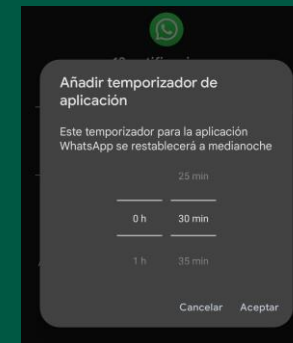 Añadir temporizador de
aplicación
Este temporizador para la aplicación
WhatsApp se restablecerá a medianoche
25 min
0 h 30 min
1 h 35 min
Cancelar Aceptar